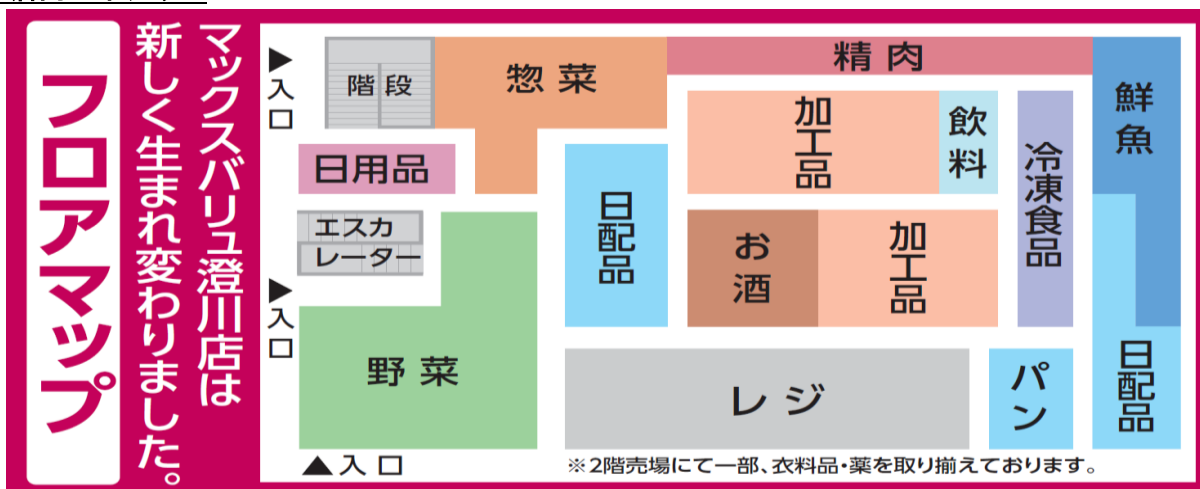 フロアマップ
マックスバリュ澄川店は
新しく生まれ変わりました。
▶入口
階段
惣菜
精肉
鮮魚
加工品
飲料
冷凍食品
日用品
日配品
エスカ
レーター
お酒
加工品
▶入口
野菜
レジ
パン
日配品
▲入口
※2階売場にて一部、衣料品・薬を取り揃えております。